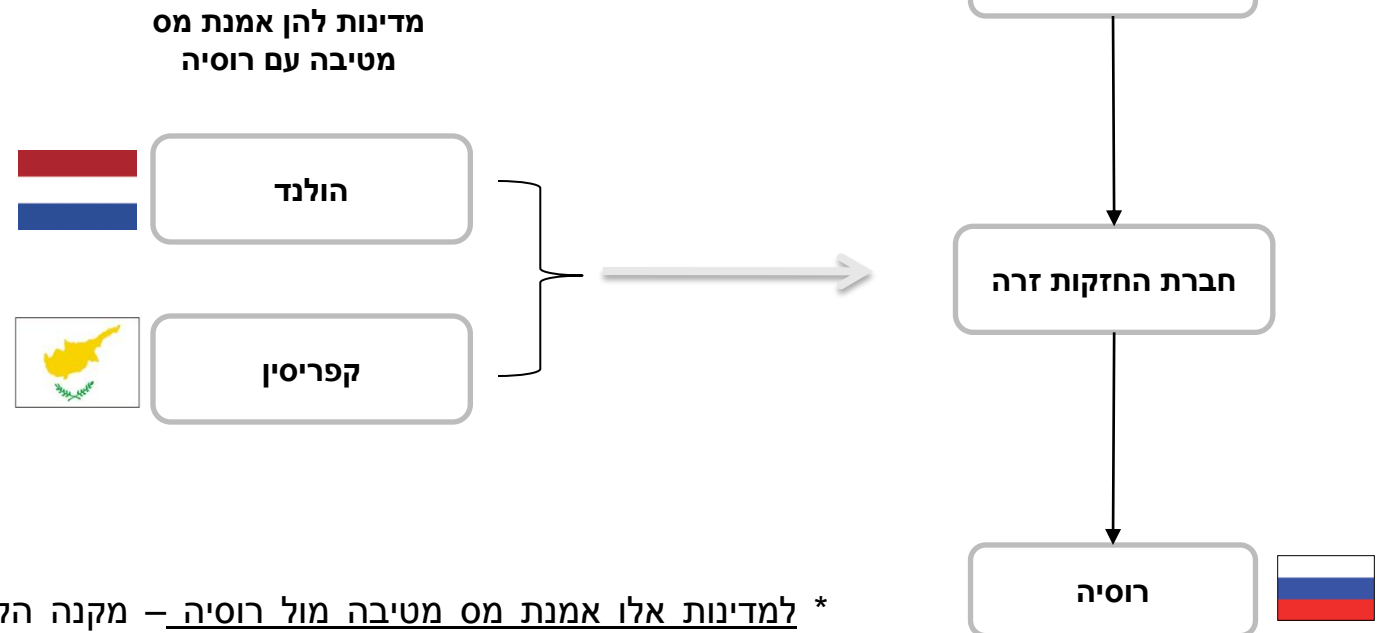 מדינות להן אמנת מס
מטיבה עם רוסיה
הולנד
קפריסין
חברת החזקות זרה
רוסיה
* למדינות אלו אמנת מס מטיבה מול רוסיה – מקנה